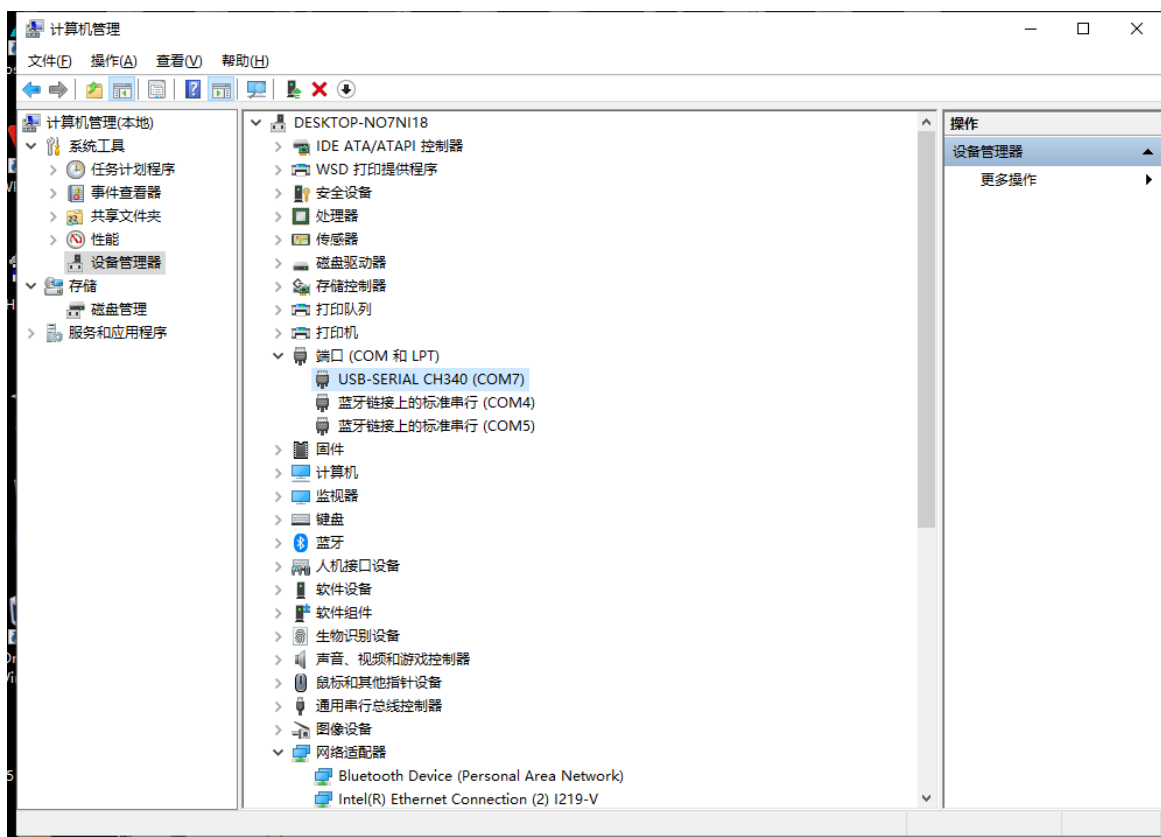 计算机管理
文件(F) 操作(A) 查看(V) 帮助(H)
计算机管理(本地)
系统工具
任务计划程序
事件查看器
共享文件夹
性能
设备管理器
存储
磁盘管理
服务和应用程序
DESKTOP-NO7NI18
IDE ATA/ATAPI 控制器
WSD 打印提供程序
安全设备
处理器
传感器
磁盘驱动器
存储控制器
打印队列
打印机
端口 (COM 和 LPT)
USB-SERIAL CH340 (COM7)
蓝牙链接上的标准串行 (COM4)
蓝牙链接上的标准串行 (COM5)
固件
计算机
监视器
键盘
蓝牙
人机接口设备
软件设备
软件组件
生物识别设备
声音、视频和游戏控制器
鼠标和其他指针设备
通用串行总线控制器
图像设备
网络适配器
Bluetooth Device (Personal Area Network)
Intel(R) Ethernet Connection (2) I219-V
操作
设备管理器
更多操作